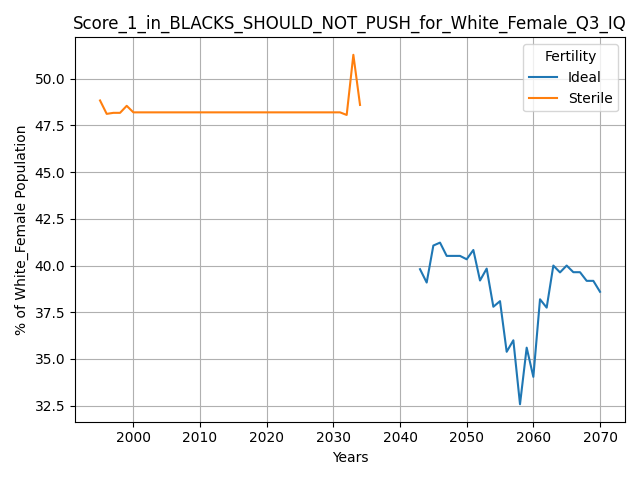 Score_1_in_BLACKS_SHOULD_NOT_PUSH_for_White_Female_Q3_IQ
Fertility
Ideal
Sterile
% of White_Female Population
50.0
47.5
45.0
42.5
40.0
37.5
35.0
32.5
2000 2010 2020 2030 2040 2050 2060 2070
Years